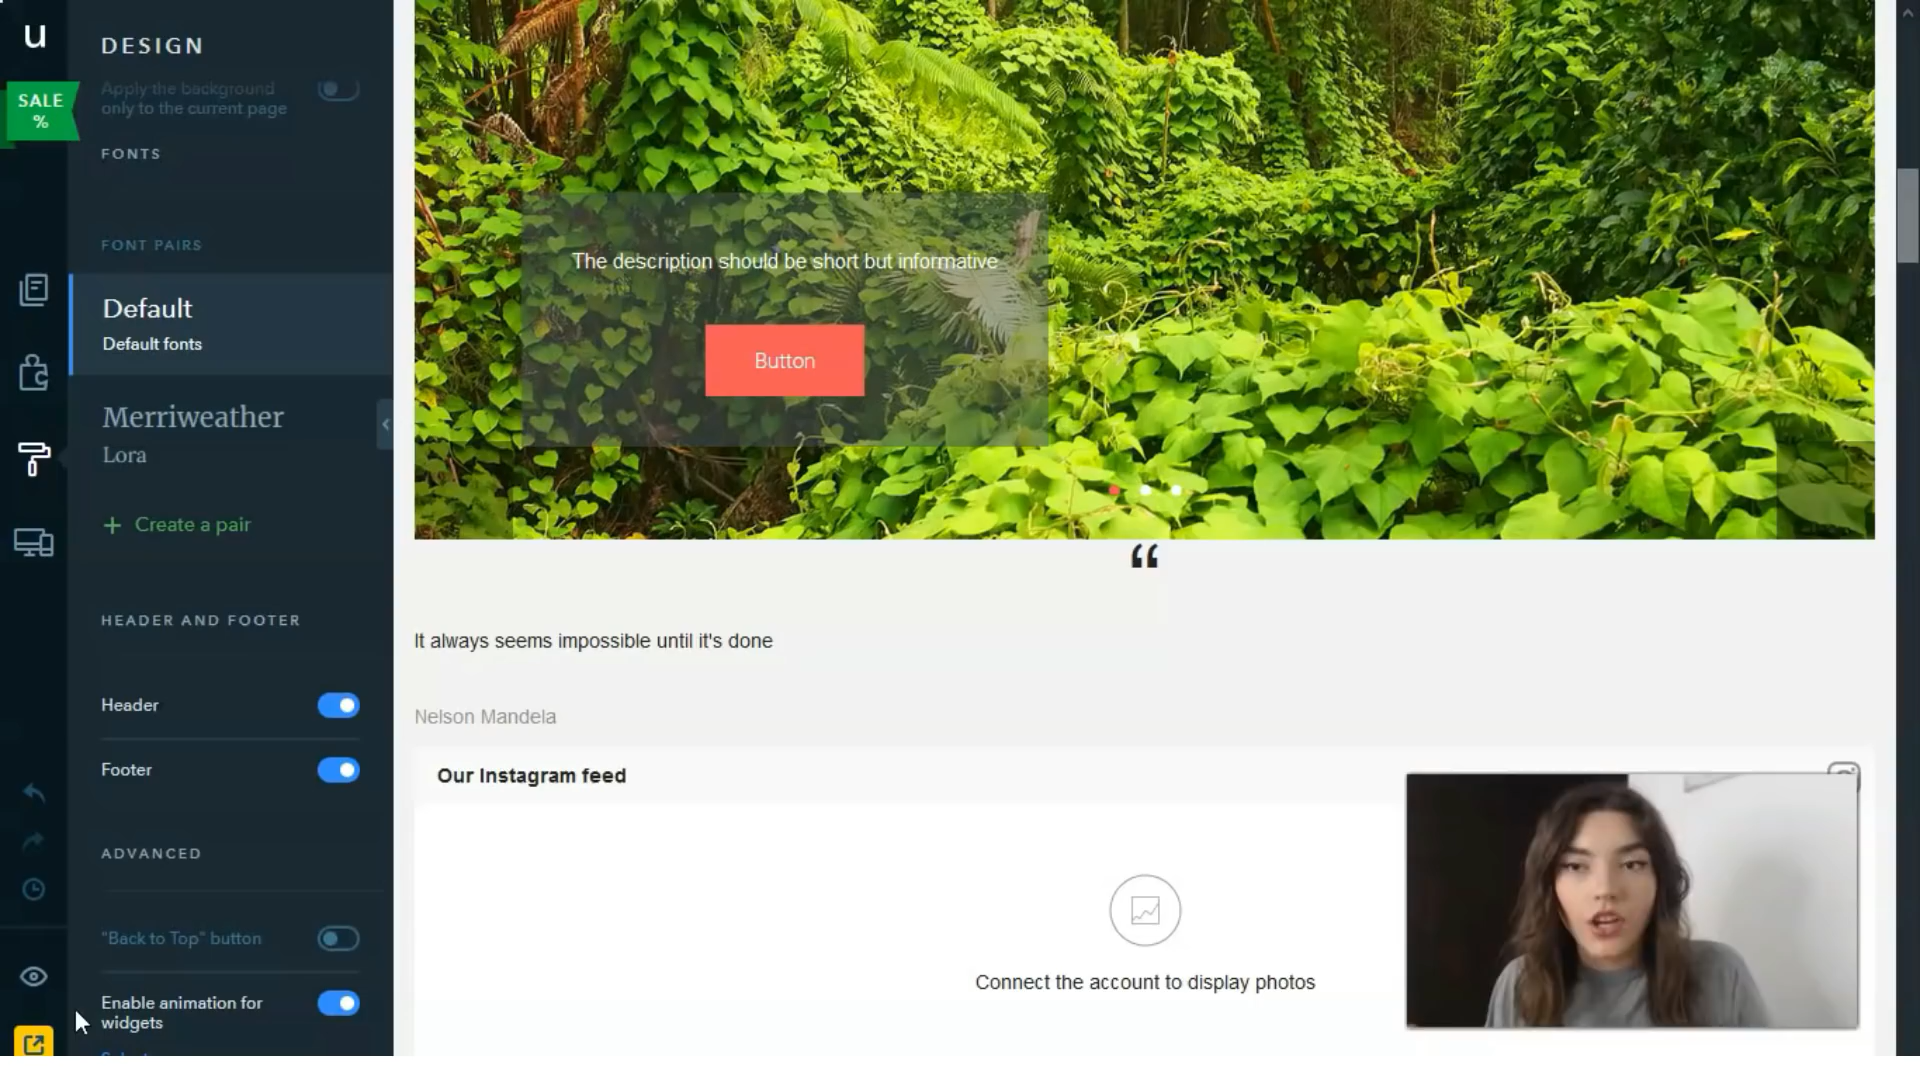 u
DESIGN
SALE
%
Apply the background
only to the current page
FONTS
FONT PAIRS
Default
Default fonts
Merriweather
Lora
+ Create a pair
HEADER AND FOOTER
Header
Footer
ADVANCED
"Back to Top" button
Enable animation for
widgets
The description should be short but informative
Button
“
It always seems impossible until it's done
Nelson Mandela
Our Instagram feed
Connect the account to display photos